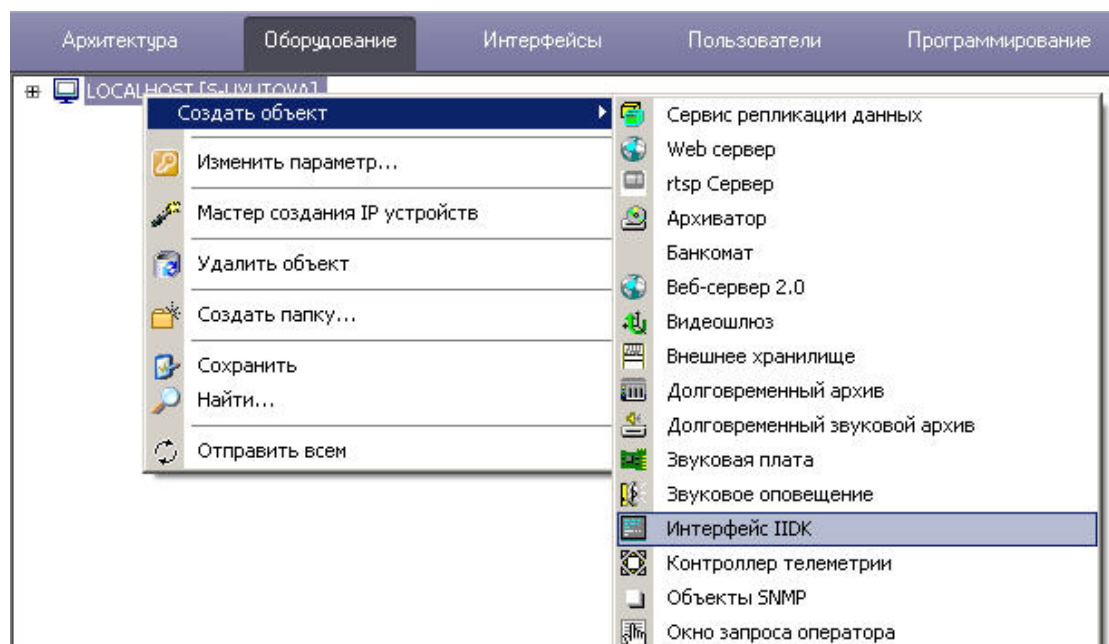 Архитектура Оборудование Интерфейсы Пользователи Программирование
LOCALHOST [S-UYUTOVA]
Создать объект
Изменить параметр...
Мастер создания IP устройств
Удалить объект
Создать папку...
Сохранить
Найти...
Отправить всем
Сервис репликации данных
Web сервер
rtsp Сервер
Архиватор
Банкомат
Веб-сервер 2.0
Видеошлюз
Внешнее хранилище
Долговременный архив
Долговременный звуковой архив
Звуковая плата
Звуковое оповещение
Интерфейс IIDK
Контроллер телеметрии
Объекты SNMP
Окно запроса оператора